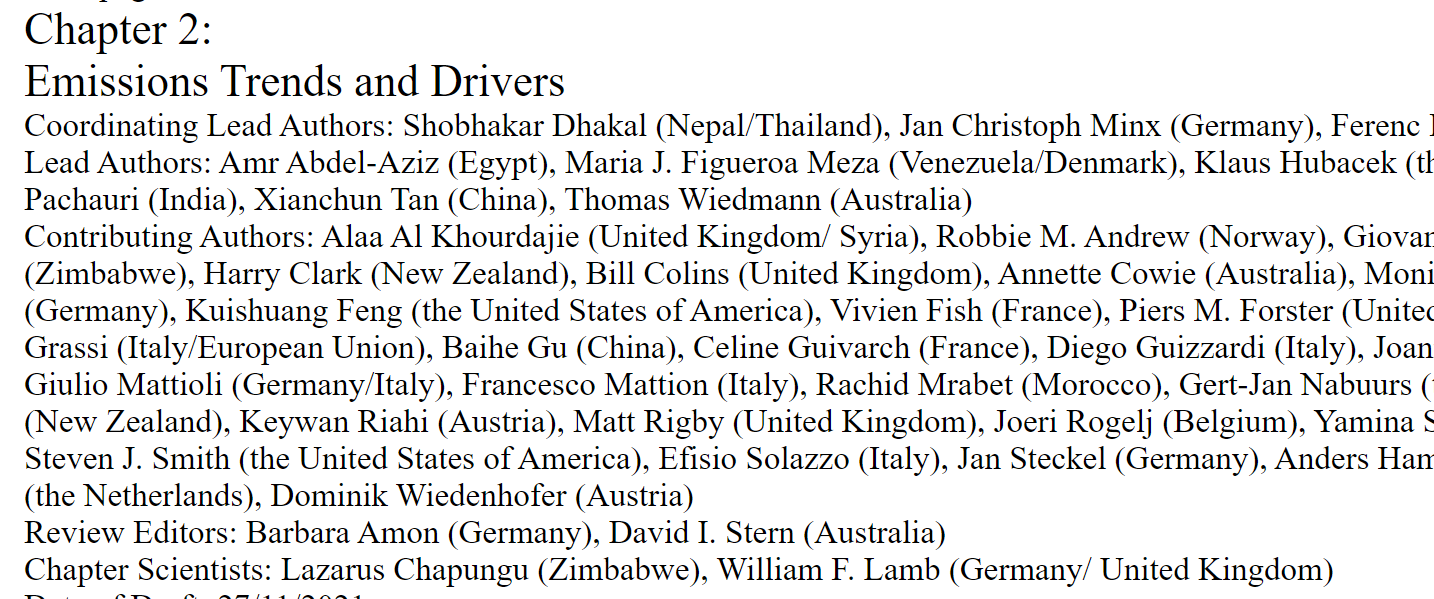 Chapter 2:
Emissions Trends and Drivers
Coordinating Lead Authors: Shobhakar Dhakal (Nepal/Thailand), Jan Christoph Minx (Germany), Ferenc
Lead Authors: Amr Abdel-Aziz (Egypt), Maria J. Figueroa Meza (Venezuela/Denmark), Klaus Hubacek
Pachauri (India), Xianchun Tan (China), Thomas Wiedmann (Australia)
Contributing Authors: Alaa Al Khourdajie (United Kingdom/ Syria), Robbie M. Andrew (Norway),
(Zimbabwe), Harry Clark (New Zealand), Bill Colins (United Kingdom), Annette Cowie (Australia),
(Germany), Kuishuang Feng (the United States of America), Vivien Fish (France), Piers M. Forster
Grassi (Italy/European Union), Baihe Gu (China), Celine Guivarch (France), Diego Guizzardi (Italy),
Giulio Mattioli (Germany/Italy), Francesco Mattion (Italy), Rachid Mrabet (Morocco), Gert-Jan Nabuurs
(New Zealand), Keywan Riahi (Austria), Matt Rigby (United Kingdom), Joeri Rogelj (Belgium), Yamina
Steven J. Smith (the United States of America), Efisio Solazzo (Italy), Jan Steckel (Germany), Anders
(the Netherlands), Dominik Wiedenhofer (Austria)
Review Editors: Barbara Amon (Germany), David I. Stern (Australia)
Chapter Scientists: Lazarus Chapungu (Zimbabwe), William F. Lamb (Germany/ United Kingdom)